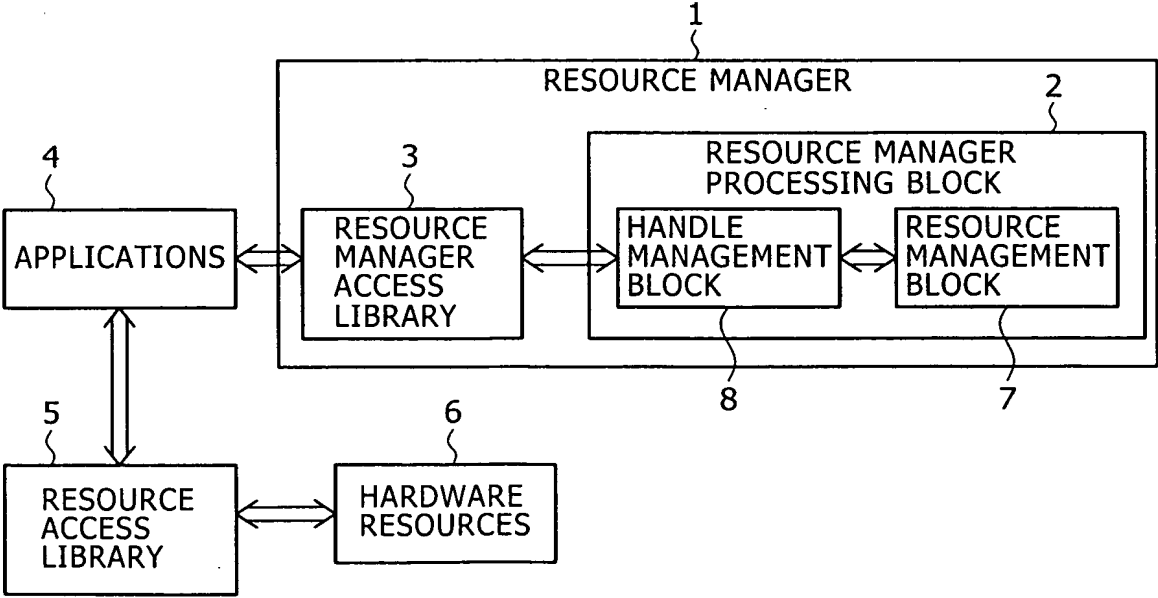 1
RESOURCE MANAGER
2
RESOURCE MANAGER
PROCESSING BLOCK
4
3
APPLICATIONS
RESOURCE
MANAGER
ACCESS
LIBRARY
HANDLE
MANAGEMENT
BLOCK
RESOURCE
MANAGEMENT
BLOCK
8
7
5
6
RESOURCE
ACCESS
LIBRARY
HARDWARE
RESOURCES